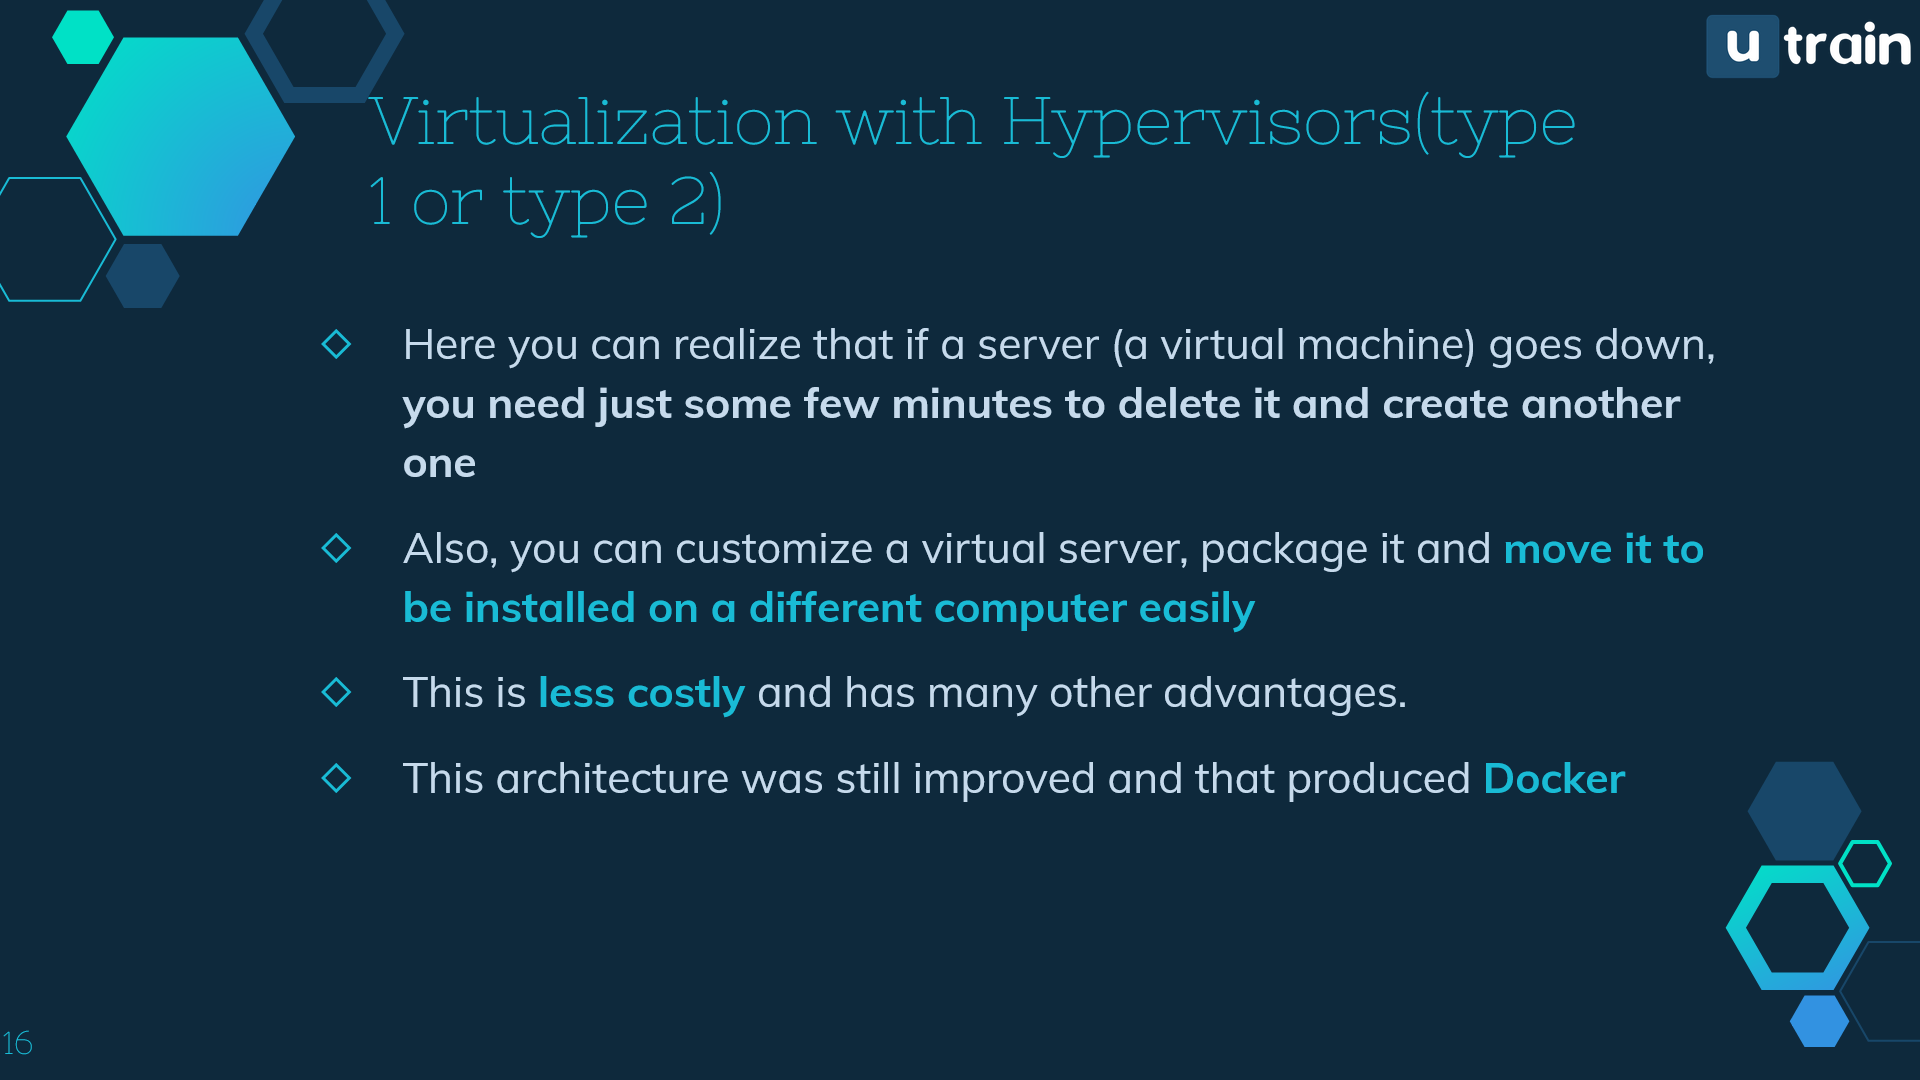 u train
Virtualization with Hypervisors(type
1 or type 2)
Here you can realize that if a server (a virtual machine) goes down,
you need just some few minutes to delete it and create another
one
Also, you can customize a virtual server, package it and move it to
be installed on a different computer easily
This is less costly and has many other advantages.
This architecture was still improved and that produced Docker
16